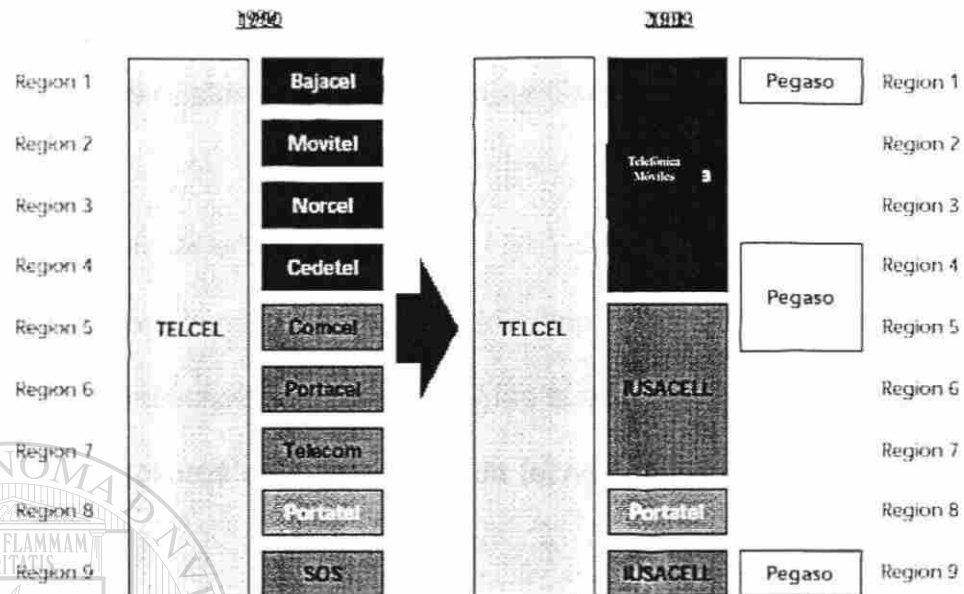 Region 1 Bajacel Pegaso Region 1
Region 2 Movitel Region 2
Telefónica
Móviles 3
Region 3 Norcel Region 3
Region 4 Cedetel Region 4
Pegaso
Region 5 TELCEL Comcel TELCEL Region 5
Region 6 Portacel IUSACELL Region 6
Region 7 Telecom Region 7
Region 8 Portatel Portatel Region 8
FLAMMAM
Region 9 SOS IUSACELL Pegaso Region 9